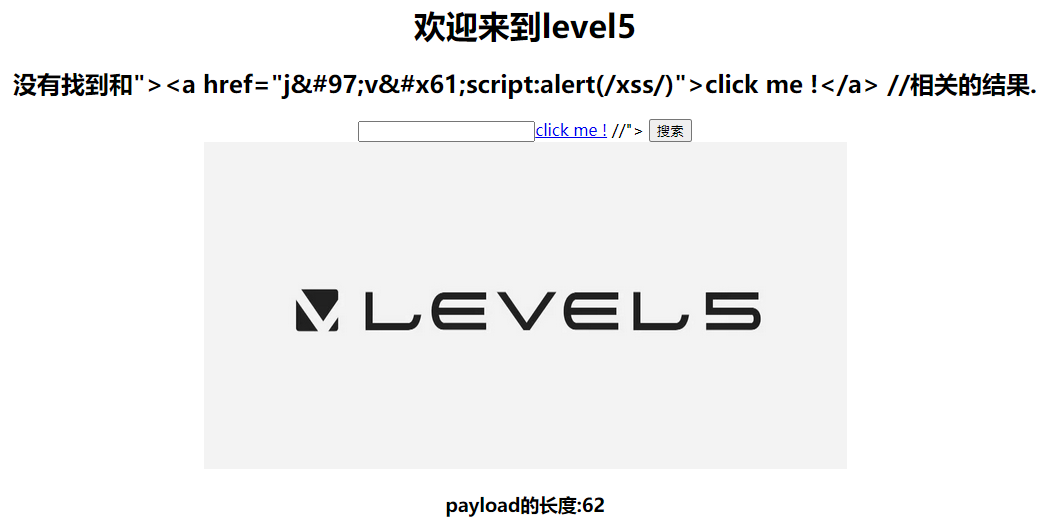 欢迎来到level5
没有找到和"><a href="j&#97;v&#x61;script:alert(/xss/)">click me !</a> //相关的结果.
click me ! //"> 搜索
LEVEL5
payload的长度:62